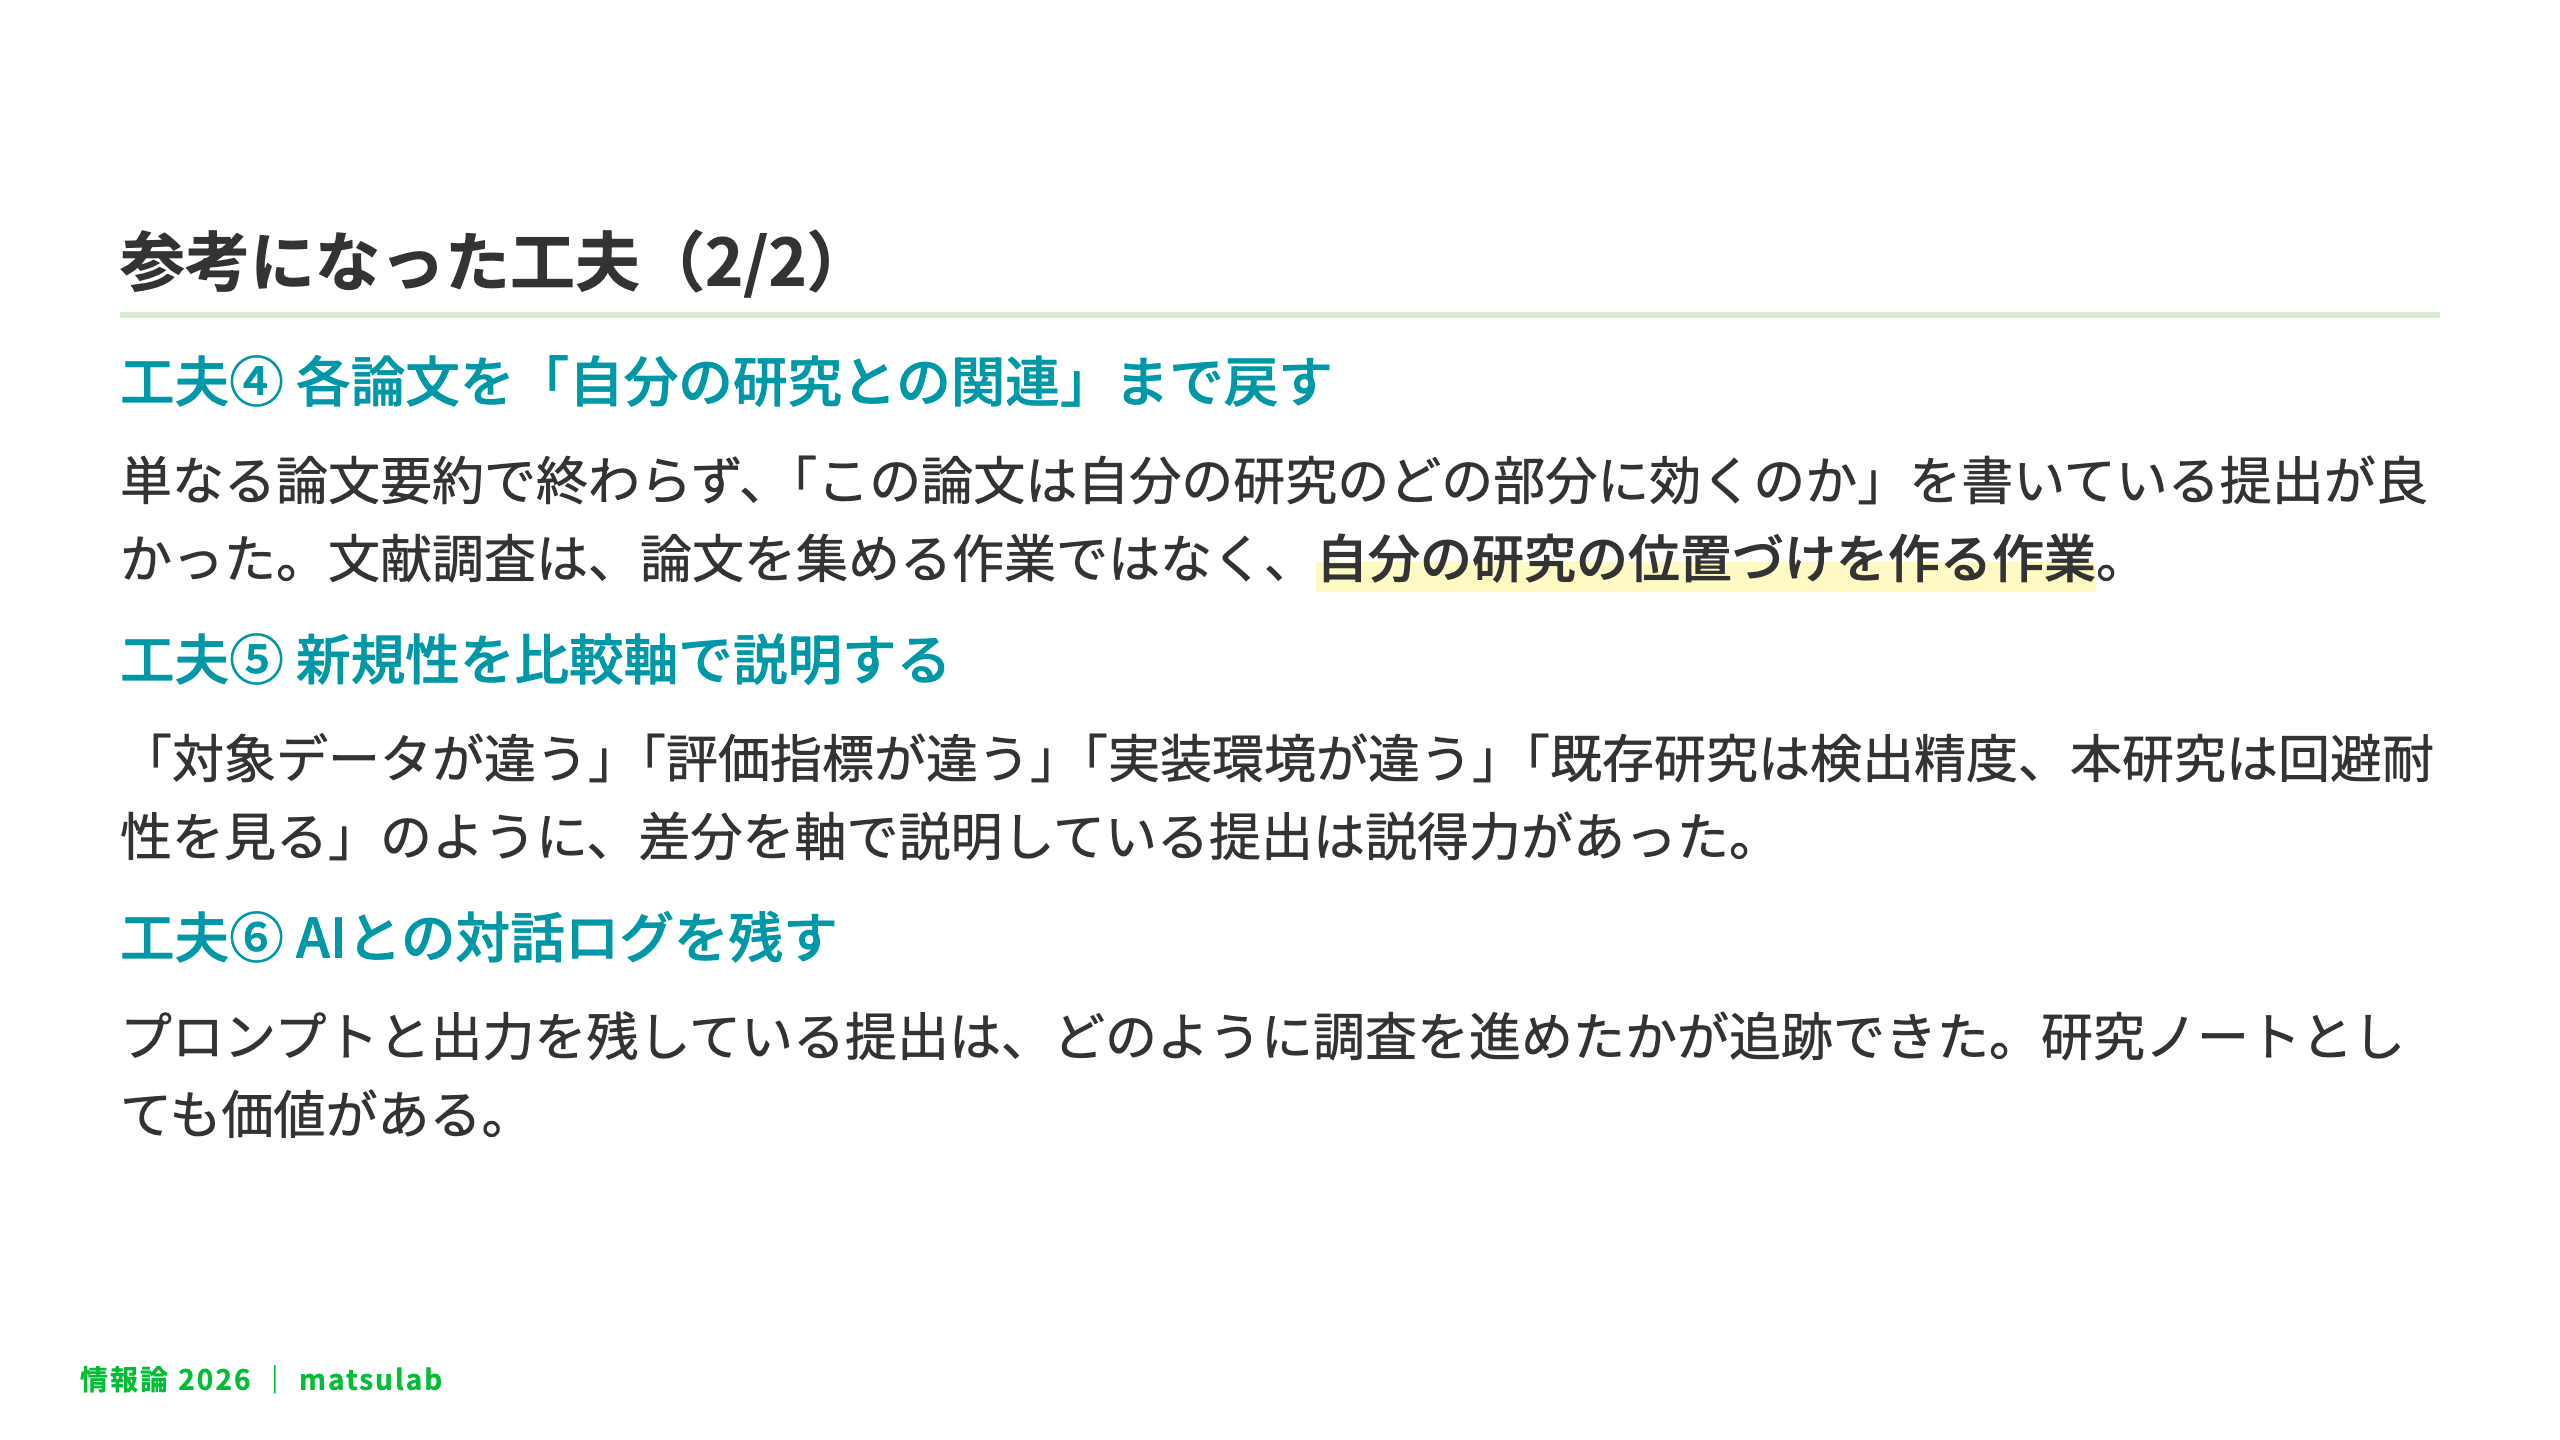 参考になった工夫（2/2）
工夫④ 各論文を「自分の研究との関連」まで戻す
単なる論文要約で終わらず、「この論文は自分の研究のどの部分に効くのか」を書いている提出が良
かった。文献調査は、論文を集める作業ではなく、自分の研究の位置づけを作る作業。
工夫⑤ 新規性を比較軸で説明する
「対象データが違う」「評価指標が違う」「実装環境が違う」「既存研究は検出精度、本研究は回避耐
性を見る」のように、差分を軸で説明している提出は説得力があった。
工夫⑥ AIとの対話ログを残す
プロンプトと出力を残している提出は、どのように調査を進めたかが追跡できた。研究ノートとし
ても価値がある。
情報論 2026 ｜ matsulab